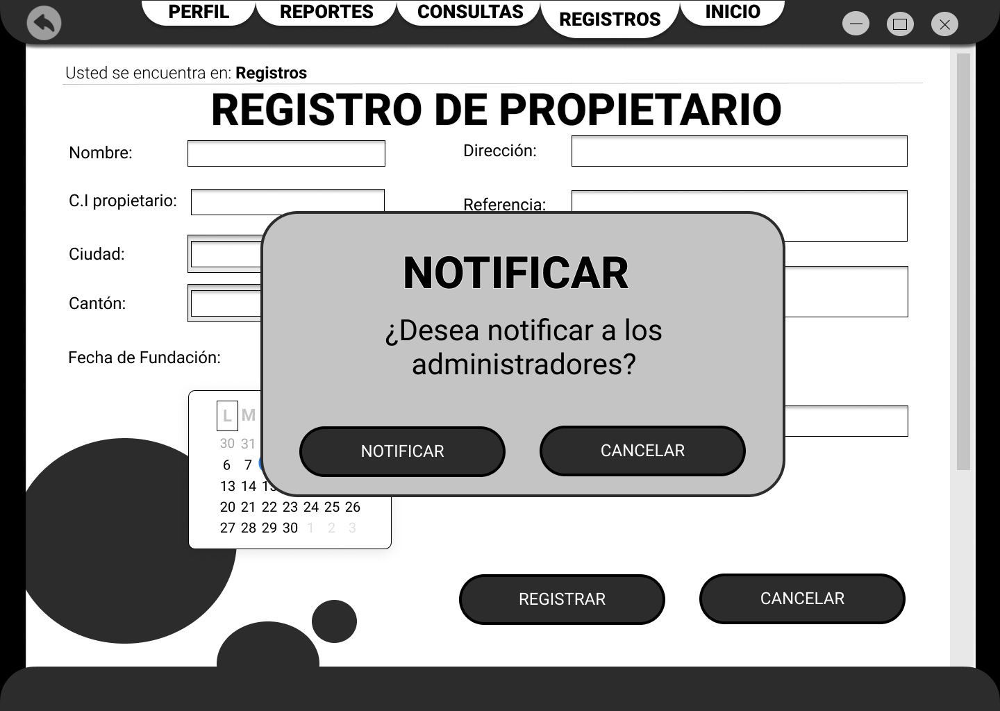 PERFIL
REPORTES
CONSULTAS
REGISTROS
INICIO
Usted se encuentra en: Registros
REGISTRO DE PROPIETARIO
Nombre:
Dirección:
C.I propietario:
Referencia:
Ciudad:
Cantón:
Fecha de Fundación:
NOTIFICAR
¿Desea notificar a los
administradores?
NOTIFICAR
CANCELAR
L M
30 31
6 7
13 14
20 21 22 23 24 25 26
27 28 29 30 1 2 3
REGISTRAR
CANCELAR